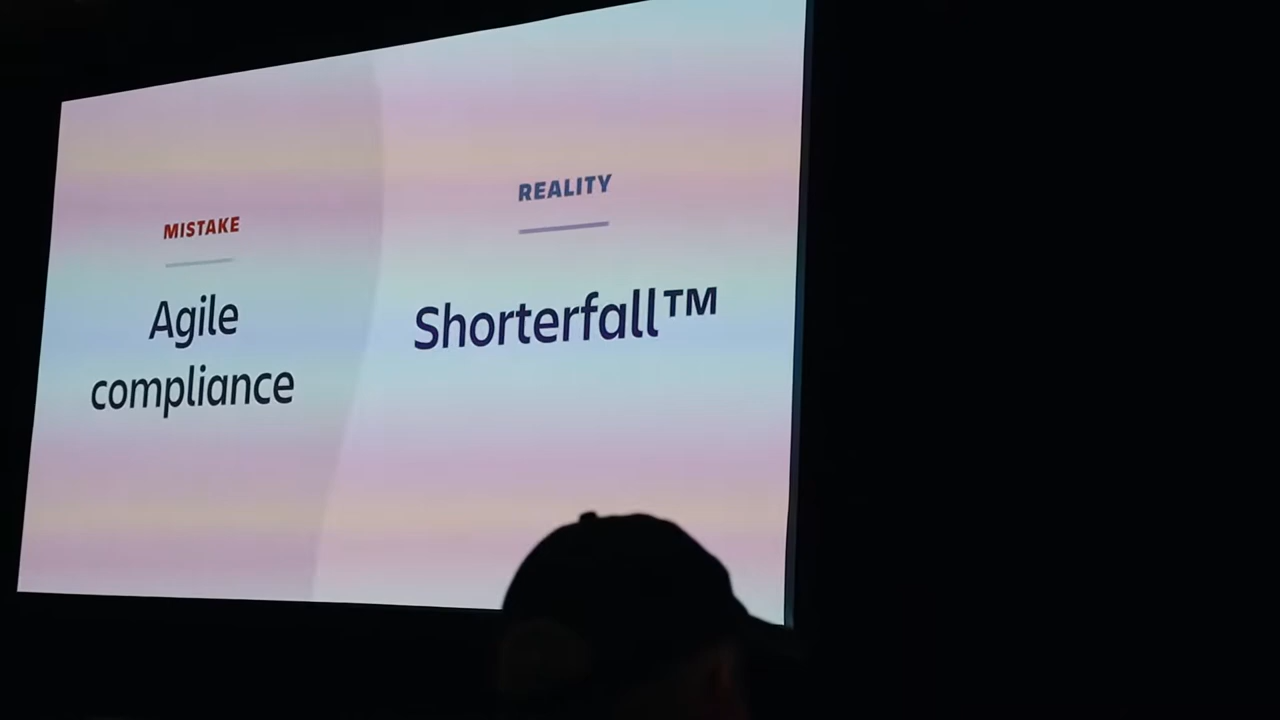 MISTAKE
Agile
compliance
REALITY
Shorterfall™